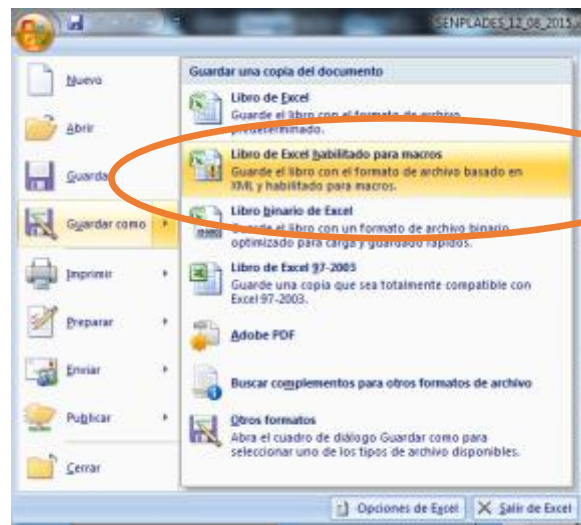 SENPLADES_12_08_2015
Nuevo
Abrir
Guardar
Guardar como
Imprimir
Preparar
Enviar
Publicar
Cerrar
Guardar una copia del documento
Libro de Excel
Guarde el libro con el formato de archivo
predeterminado.
Libro de Excel habilitado para macros
Guarde el libro con el formato de archivo basado en
XML y habilitado para macros.
Libro binario de Excel
Guarde el libro con un formato de archivo binario
optimizado para carga y guardado rápidos.
Libro de Excel 97-2003
Guarde una copia que sea totalmente compatible con
Excel 97-2003.
Adobe PDF
Buscar complementos para otros formatos de archivo
Otros formatos
Abra el cuadro de diálogo Guardar como para
seleccionar uno de los tipos de archivo disponibles.
Opciones de Excel
Salir de Excel